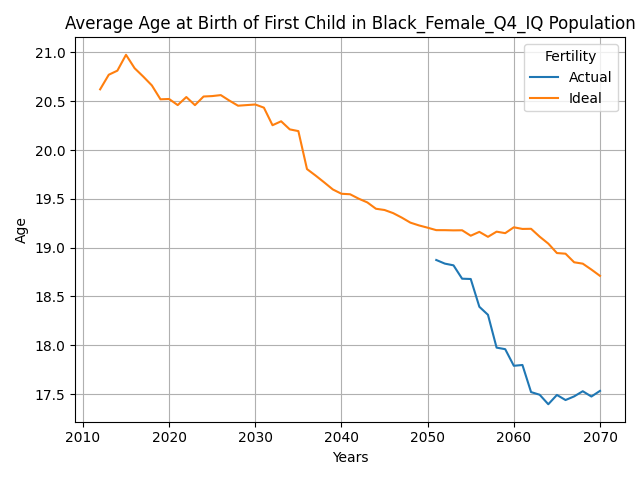 Average Age at Birth of First Child in Black_Female_Q4_IQ Population
Fertility
Actual
Ideal
Age
21.0
20.5
20.0
19.5
19.0
18.5
18.0
17.5
2010 2020 2030 2040 2050 2060 2070
Years